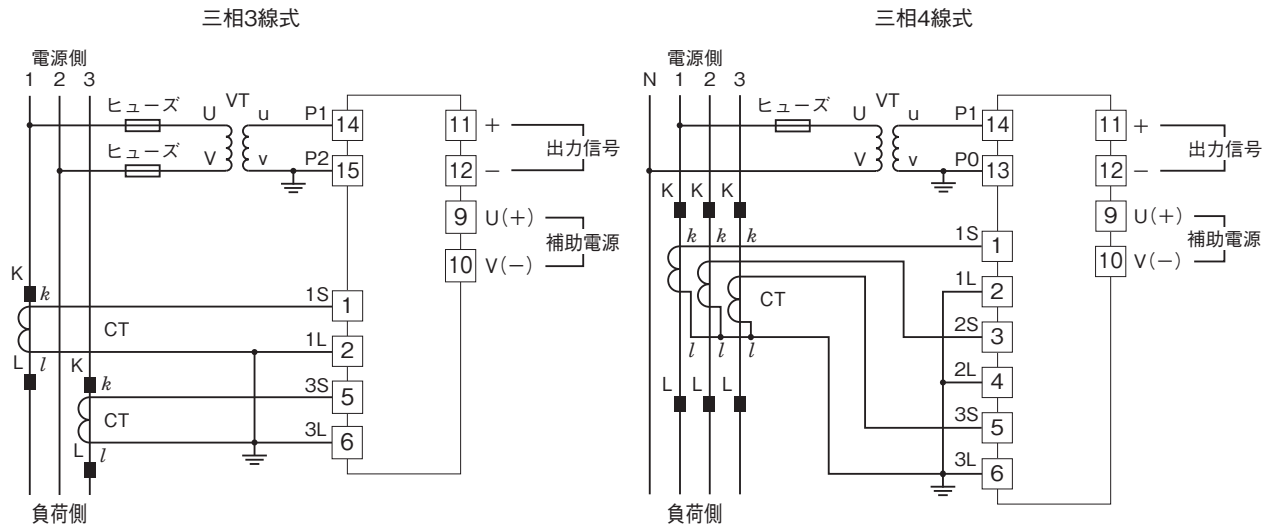 三相3線式
電源側
1 2 3
ヒューズ U VT u P1 14
ヒューズ V v P2 15
11 +
12 −
出力信号
9 U(+)
10 V(−)
補助電源
K k 1S 1
CT
L l 1L 2
K k 3S 5
CT
L l 3L 6
負荷側
三相4線式
電源側
N 1 2 3
ヒューズ U VT u P1 14
V v P0 13
11 +
12 −
出力信号
9 U(+)
10 V(−)
補助電源
K K K
k k k 1S 1
CT
1L 2
2S 3
l l l
2L 4
L L L
3S 5
3L 6
負荷側